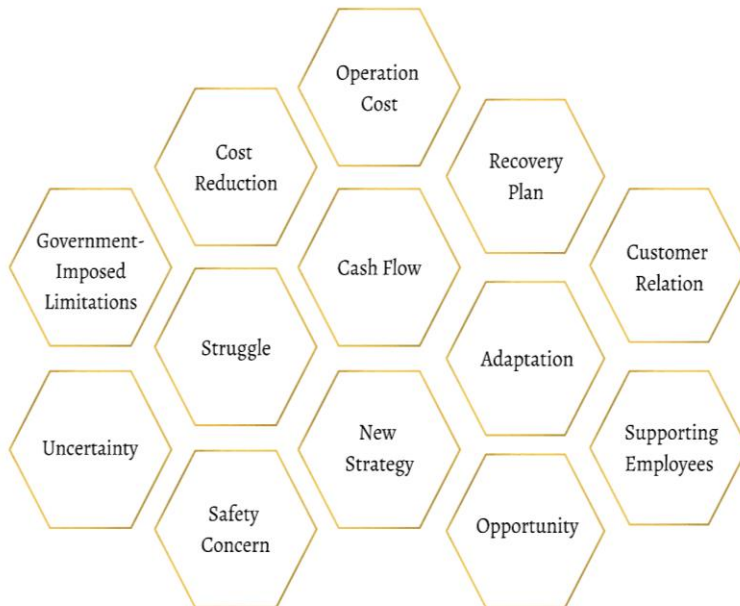 Operation
Cost
Cost
Reduction
Recovery
Plan
Government-
Imposed
Limitations
Cash Flow
Customer
Relation
Struggle
Adaptation
Uncertainty
New
Strategy
Supporting
Employees
Safety
Concern
Opportunity